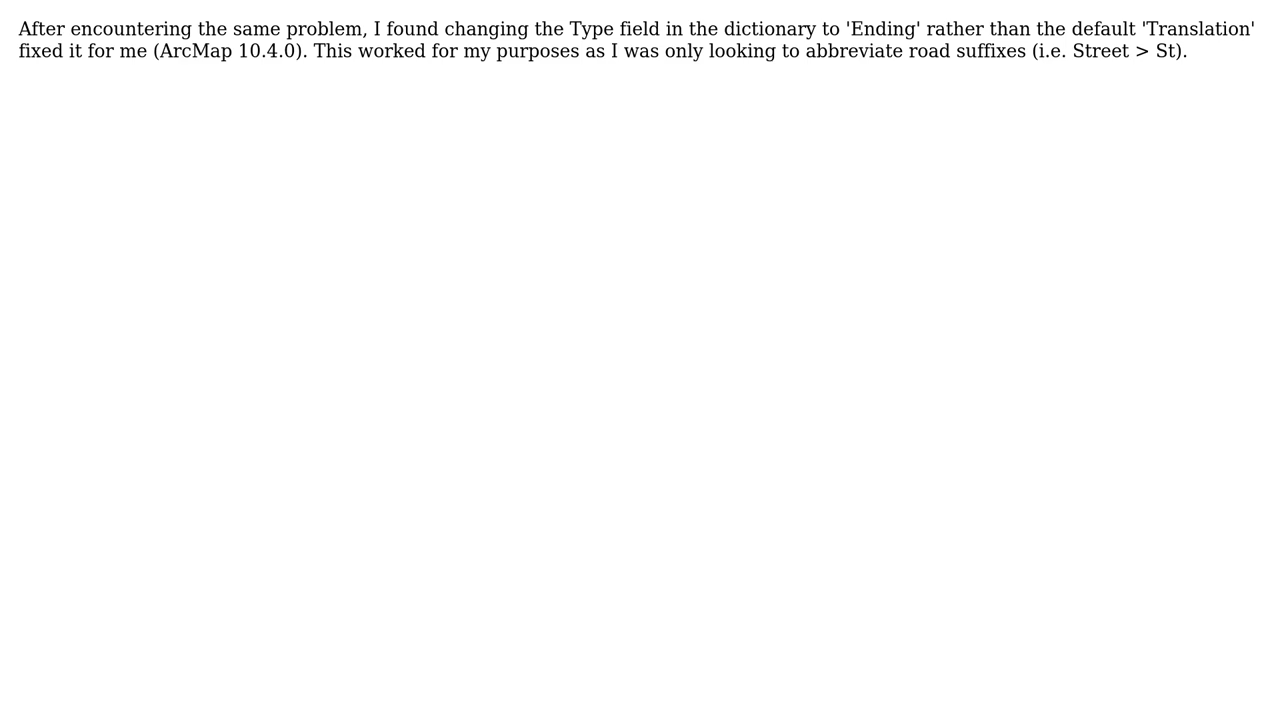 After encountering the same problem, I found changing the Type field in the dictionary to 'Ending' rather than the default 'Translation'
fixed it for me (ArcMap 10.4.0). This worked for my purposes as I was only looking to abbreviate road suffixes (i.e. Street > St).